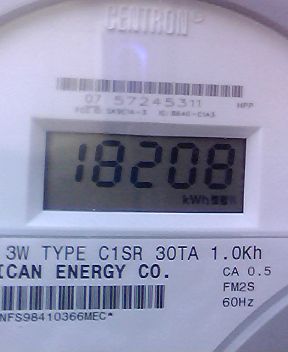 CENTRON
07 57245311 HPP
18208
kWh
3W TYPE C1SR 30TA 1.0Kh
ICAN ENERGY CO.
CA 0.5
FM2S
60Hz
NFS98410366MEC*